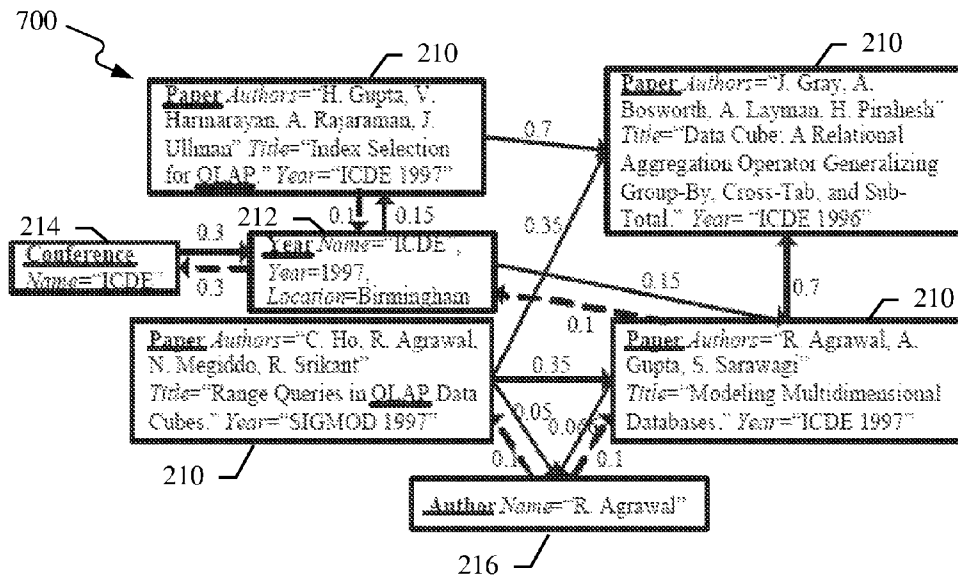 700
210
Paper Authors="H. Gupta, V.
Harinarayan, A. Rajaraman, J.
Ullman" Title="Index Selection
for OLAP." Year="ICDE 1997"
210
Paper Authors="J. Gray, A.
Bosworth, A. Layman, H. Pirahesh"
Title="Data Cube: A Relational
Aggregation Operator Generalizing
Group-By, Cross-Tab, and Sub-
Total." Year= "ICDE 1996"
0.7
0.35
214
Conference
Name="ICDE"
0.3
0.3
212
0.1
0.15
Year Name="ICDE",
Year=1997,
Location=Birmingham
0.15
0.1
0.7
210
Paper Authors="C. Ho, R. Agrawal,
N. Megiddo, R. Srikant"
Title="Range Queries in OLAP Data
Cubes." Year="SIGMOD 1997"
210
0.35
Paper Authors="R. Agrawal, A.
Gupta, S. Sarawagi"
Title="Modeling Multidimensional
Databases." Year="ICDE 1997"
210
0.05
0.1
0.1
Author Name="R. Agrawal"
216